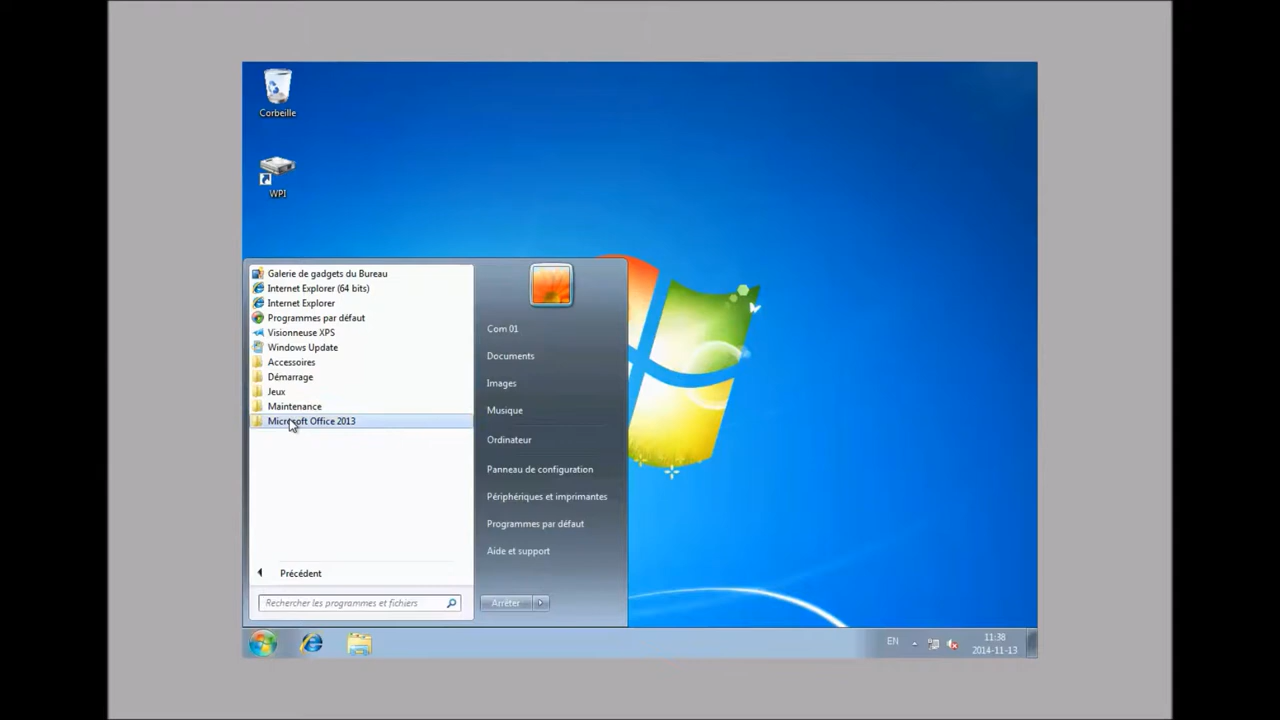 Corbeille
WPI
Galerie de gadgets du Bureau
Internet Explorer (64 bits)
Internet Explorer
Programmes par défaut
Visionneuse XPS
Windows Update
Accessoires
Démarrage
Jeux
Maintenance
Microsoft Office 2013
Précédent
Rechercher les programmes et fichiers
Com 01
Documents
Images
Musique
Ordinateur
Panneau de configuration
Périphériques et imprimantes
Programmes par défaut
Aide et support
Arrêter
EN
11:38
2014-11-13